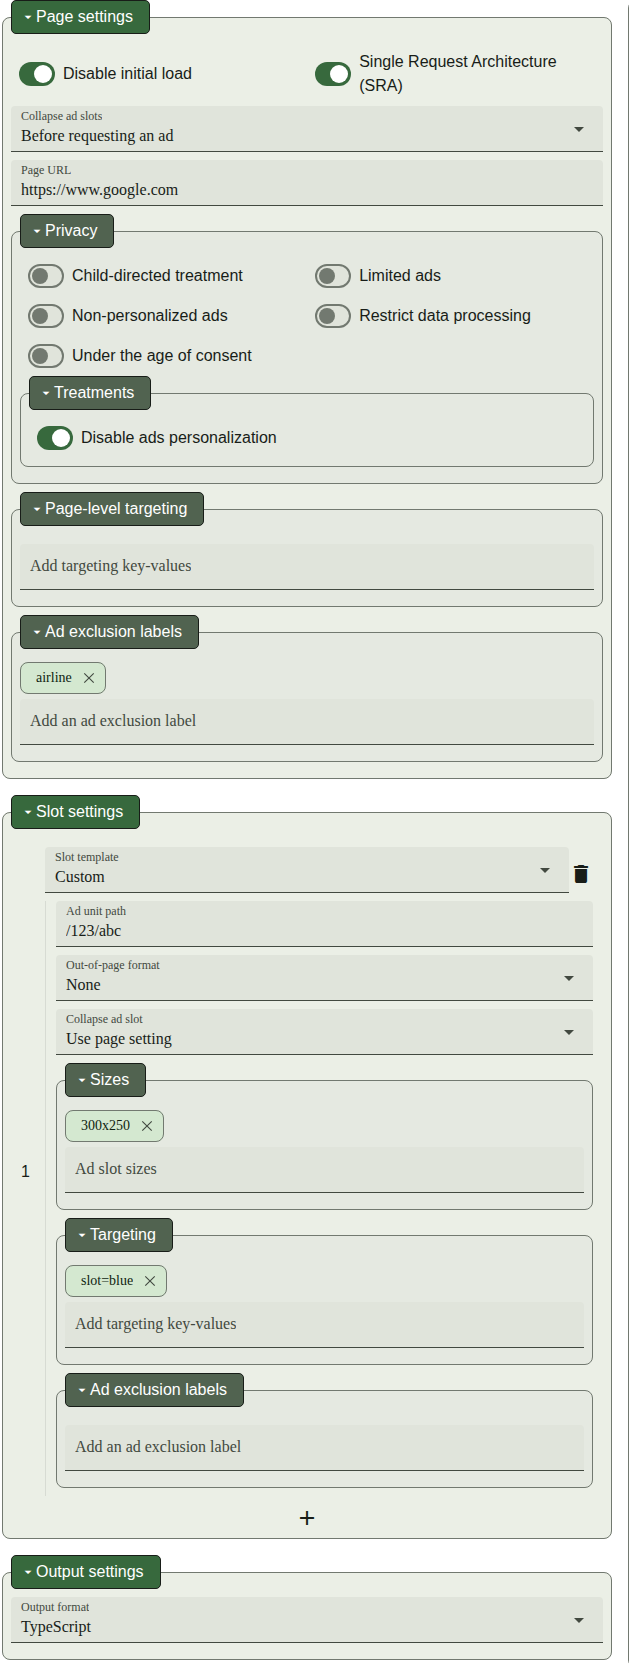 Page settings
Disable initial load
Single Request Architecture
(SRA)
Collapse ad slots
Before requesting an ad
Page URL
https://www.google.com
Privacy
Child-directed treatment
Limited ads
Non-personalized ads
Restrict data processing
Under the age of consent
Treatments
Disable ads personalization
Page-level targeting
Add targeting key-values
Ad exclusion labels
airline
Add an ad exclusion label
Slot settings
Slot template
Custom
Ad unit path
/123/abc
Out-of-page format
None
Collapse ad slot
Use page setting
Sizes
300x250
Ad slot sizes
1
Targeting
slot=blue
Add targeting key-values
Ad exclusion labels
Add an ad exclusion label
+
Output settings
Output format
TypeScript